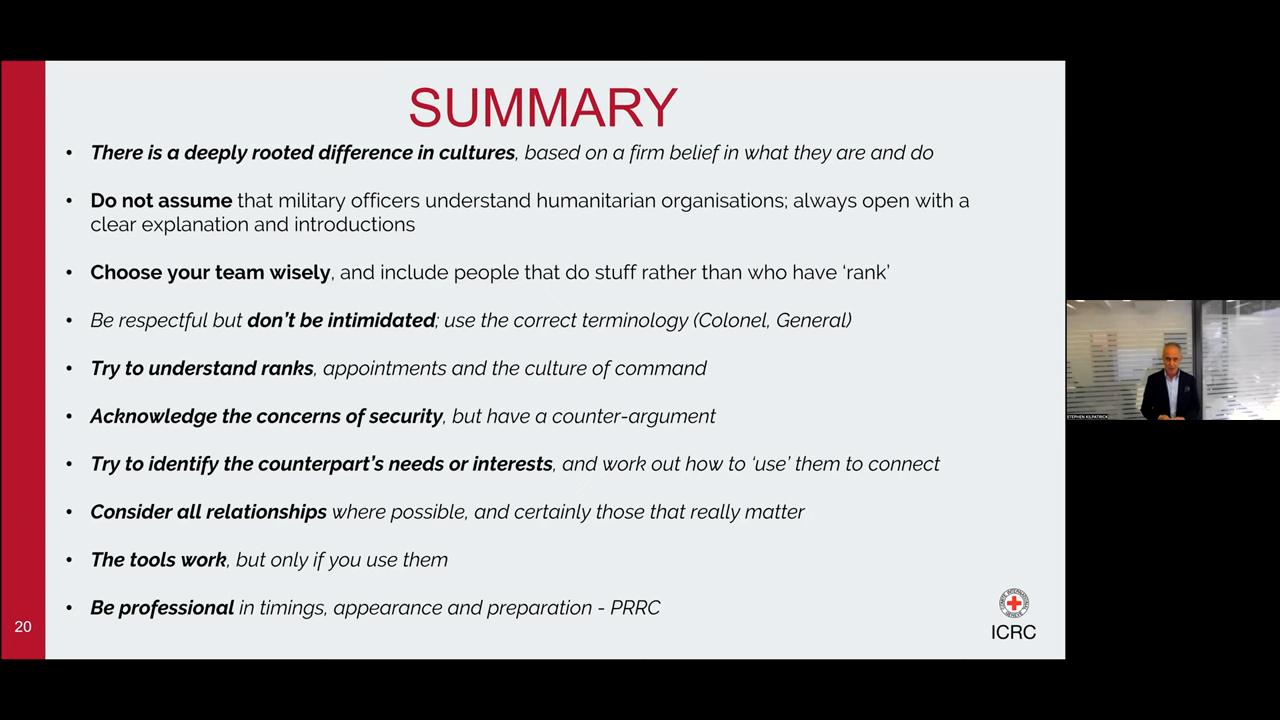 SUMMARY
• There is a deeply rooted difference in cultures, based on a firm belief in what they are and do
• Do not assume that military officers understand humanitarian organisations; always open with a
clear explanation and introductions
• Choose your team wisely, and include people that do stuff rather than who have ‘rank’
• Be respectful but don’t be intimidated; use the correct terminology (Colonel, General)
• Try to understand ranks, appointments and the culture of command
• Acknowledge the concerns of security, but have a counter-argument
• Try to identify the counterpart’s needs or interests, and work out how to ‘use’ them to connect
• Consider all relationships where possible, and certainly those that really matter
• The tools work, but only if you use them
• Be professional in timings, appearance and preparation - PRRC
20
COMITE INTERNATIONAL
GENEVE
ICRC
STEPHEN KILPATRICK